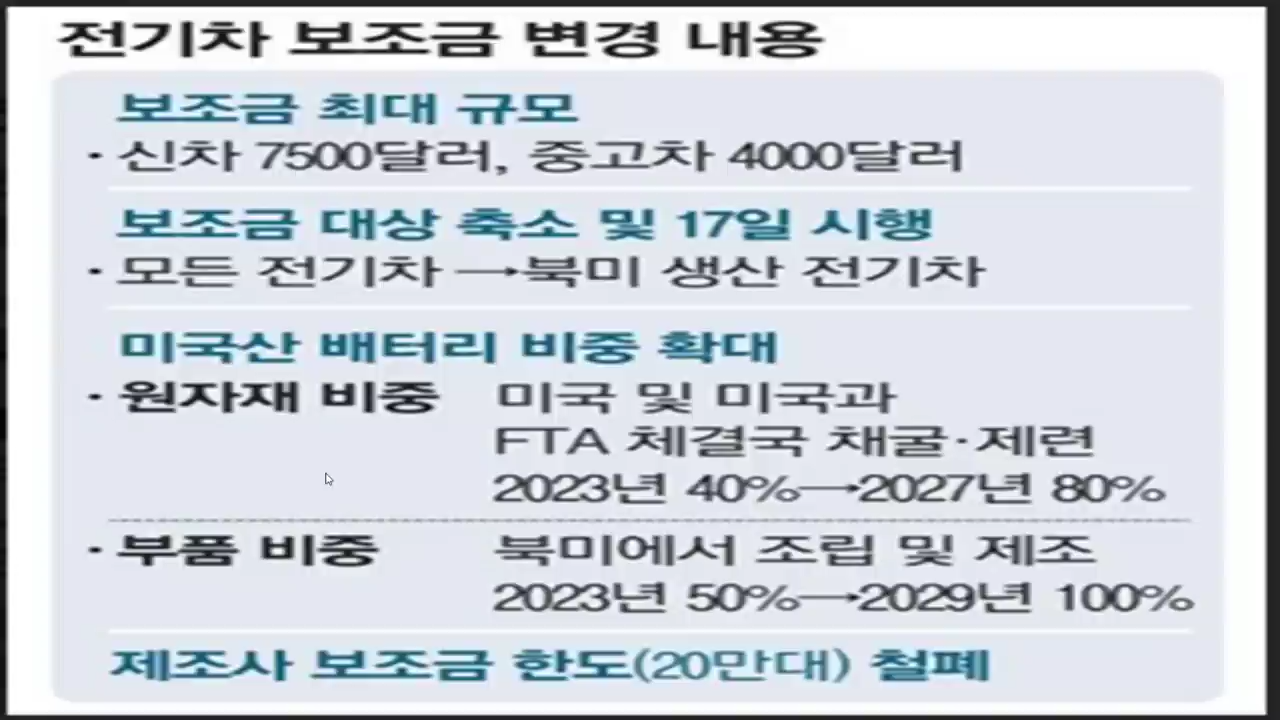 전기차 보조금 변경 내용
보조금 최대 규모
· 신차 7500달러, 중고차 4000달러
보조금 대상 축소 및 17일 시행
· 모든 전기차 →북미 생산 전기차
미국산 배터리 비중 확대
· 원자재 비중 미국 및 미국과
FTA 체결국 채굴·제련
2023년 40%→2027년 80%
· 부품 비중 북미에서 조립 및 제조
2023년 50%→2029년 100%
제조사 보조금 한도(20만대) 철폐